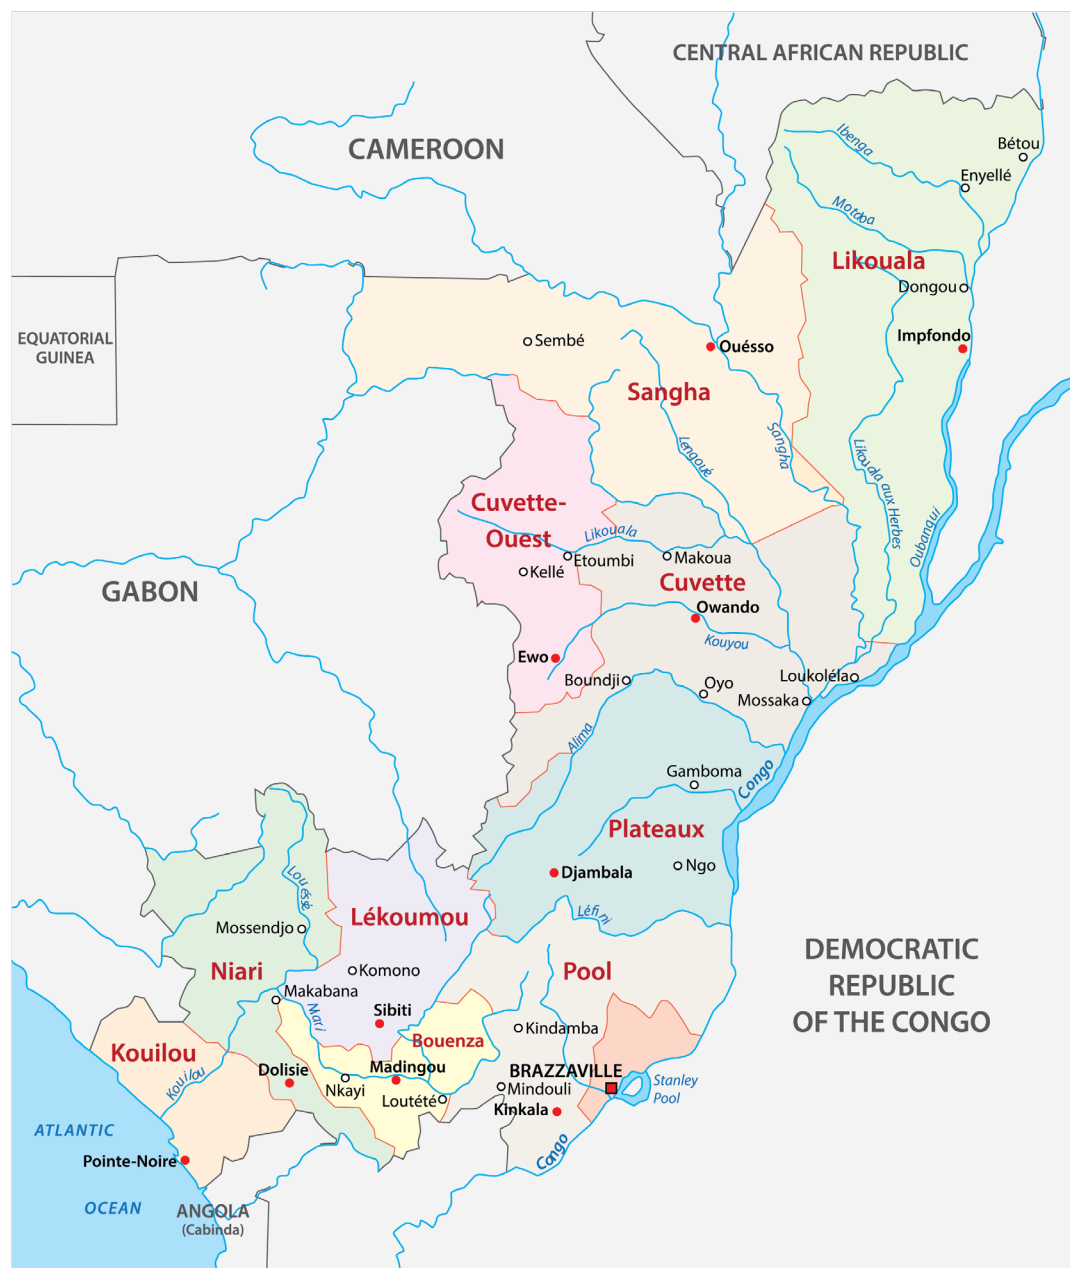 CENTRAL AFRICAN REPUBLIC
CAMEROON
Ibenga
Bétou
Enyellé
Motaba
Likouala
Dongou
EQUATORIAL
GUINEA
Sembé
Ouésso
Impfondo
Sangha
Sangha
Lengoué
Likouala aux Herbes
Oubangui
Cuvette-
Ouest
Likouala
Etoumbi
Makoua
Kellé
Cuvette
GABON
Owando
Kouyou
Ewo
Boundji
Oyo
Loukoléla
Mossaka
Alima
Gamboma
Congo
Plateaux
Djambala
Ngo
Louéssé
Léfini
Lékoumou
Mossendjo
Niari
Komono
Pool
DEMOCRATIC
REPUBLIC
OF THE CONGO
Makabana
Mari
Sibiti
Kindamba
Bouenza
Kouilou
Kouilou
Dolisie
Madingou
BRAZZAVILLE
Stanley
Pool
Nkayi
Loutété
Mindouli
Kinkala
ATLANTIC
OCEAN
Pointe-Noire
Congo
ANGOLA
(Cabinda)